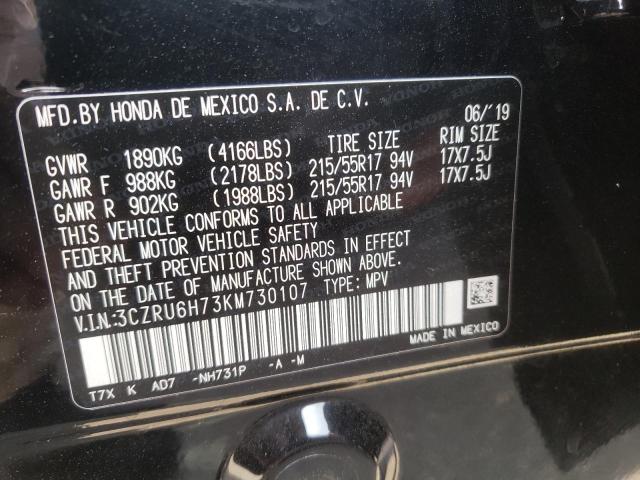 MFD.BY HONDA DE MEXICO S.A. DE C.V.
06/'19
GVWR 1890KG (4166LBS) TIRE SIZE RIM SIZE
GAWR F 988KG (2178LBS) 215/55R17 94V 17X7.5J
GAWR R 902KG (1988LBS) 215/55R17 94V 17X7.5J
THIS VEHICLE CONFORMS TO ALL APPLICABLE
FEDERAL MOTOR VEHICLE SAFETY
AND THEFT PREVENTION STANDARDS IN EFFECT
ON THE DATE OF MANUFACTURE SHOWN ABOVE.
V.I.N:3CZRU6H73KM730107 TYPE: MPV
MADE IN MEXICO
T7X K AD7 -NH731P -A -M